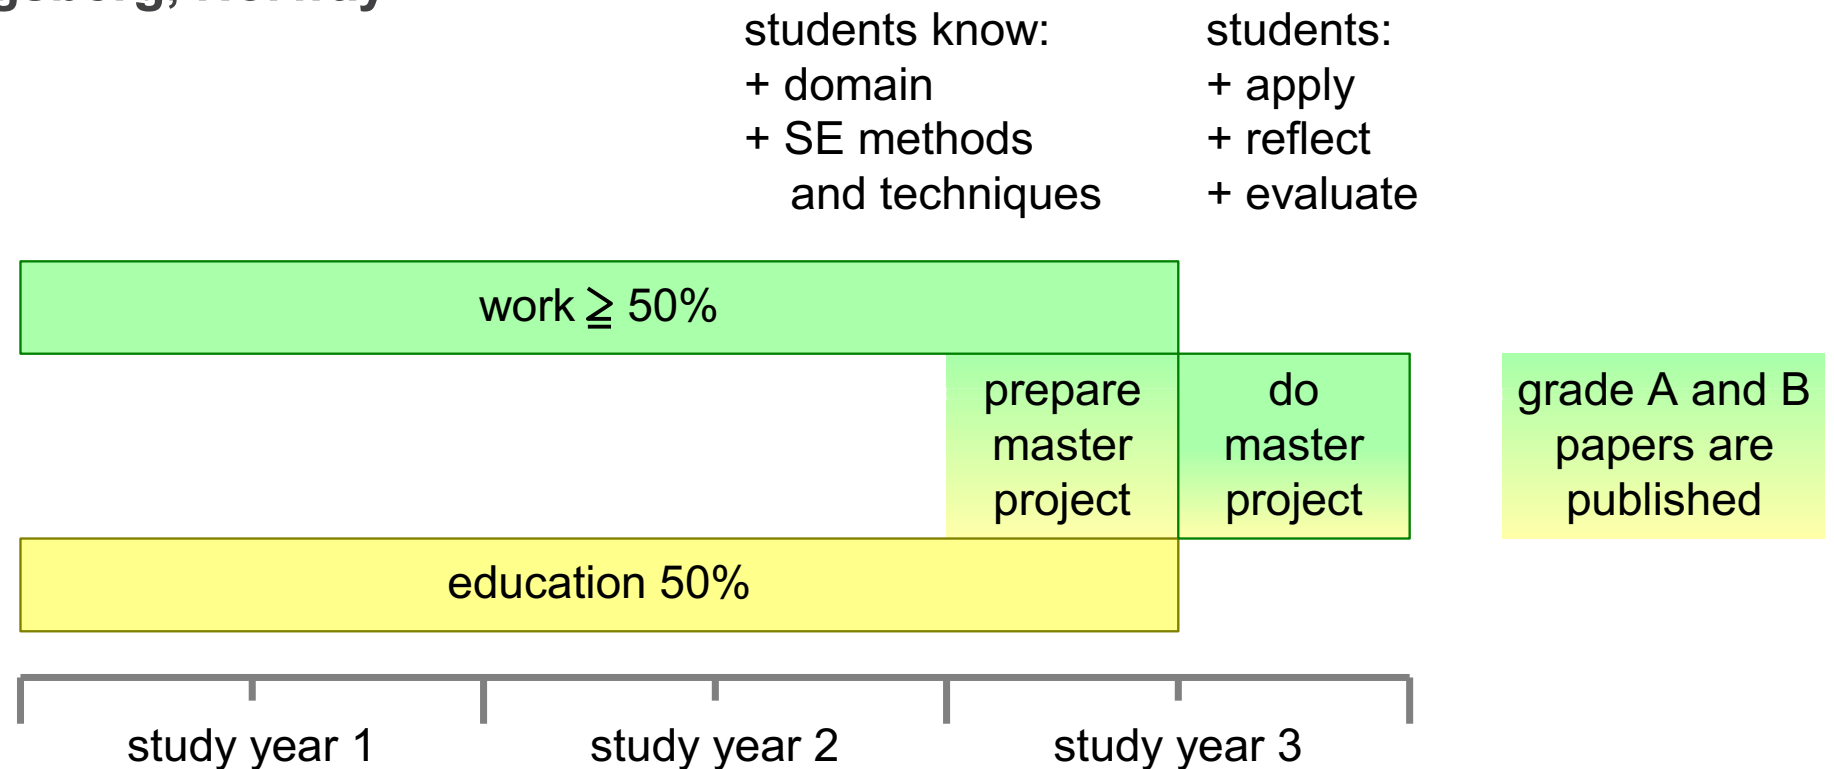 students know:
+ domain
+ SE methods
and techniques
students:
+ apply
+ reflect
+ evaluate
work ≧ 50%
prepare
master
project
do
master
project
grade A and B
papers are
published
education 50%
study year 1
study year 2
study year 3